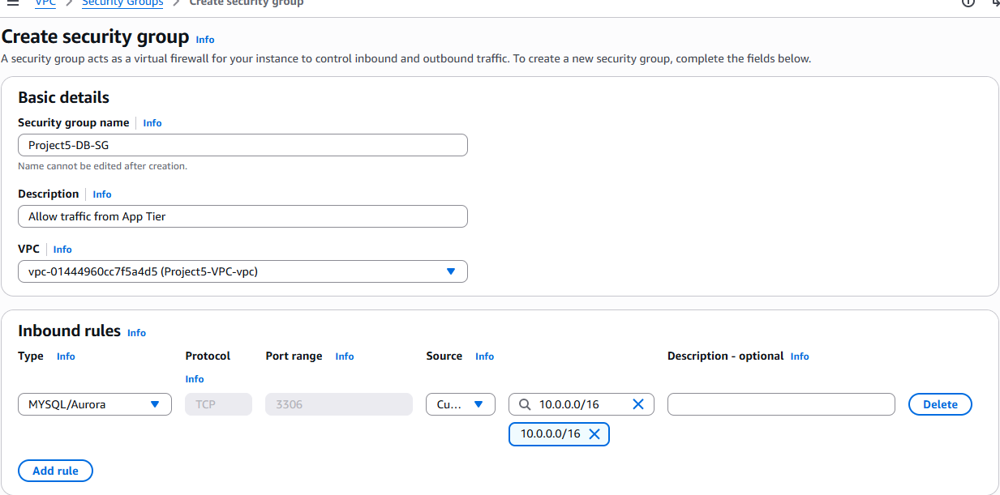 VPC > Security Groups > Create security group
Create security group Info
A security group acts as a virtual firewall for your instance to control inbound and outbound traffic. To create a new security group, complete the fields below.
Basic details
Security group name Info
Project5-DB-SG
Name cannot be edited after creation.
Description Info
Allow traffic from App Tier
VPC Info
vpc-01444960cc7f5a4d5 (Project5-VPC-vpc)
Inbound rules Info
Type Info Protocol Info Port range Info Source Info Description - optional Info
MYSQL/Aurora TCP 3306 Cu... 10.0.0.0/16 Delete
10.0.0.0/16
Add rule